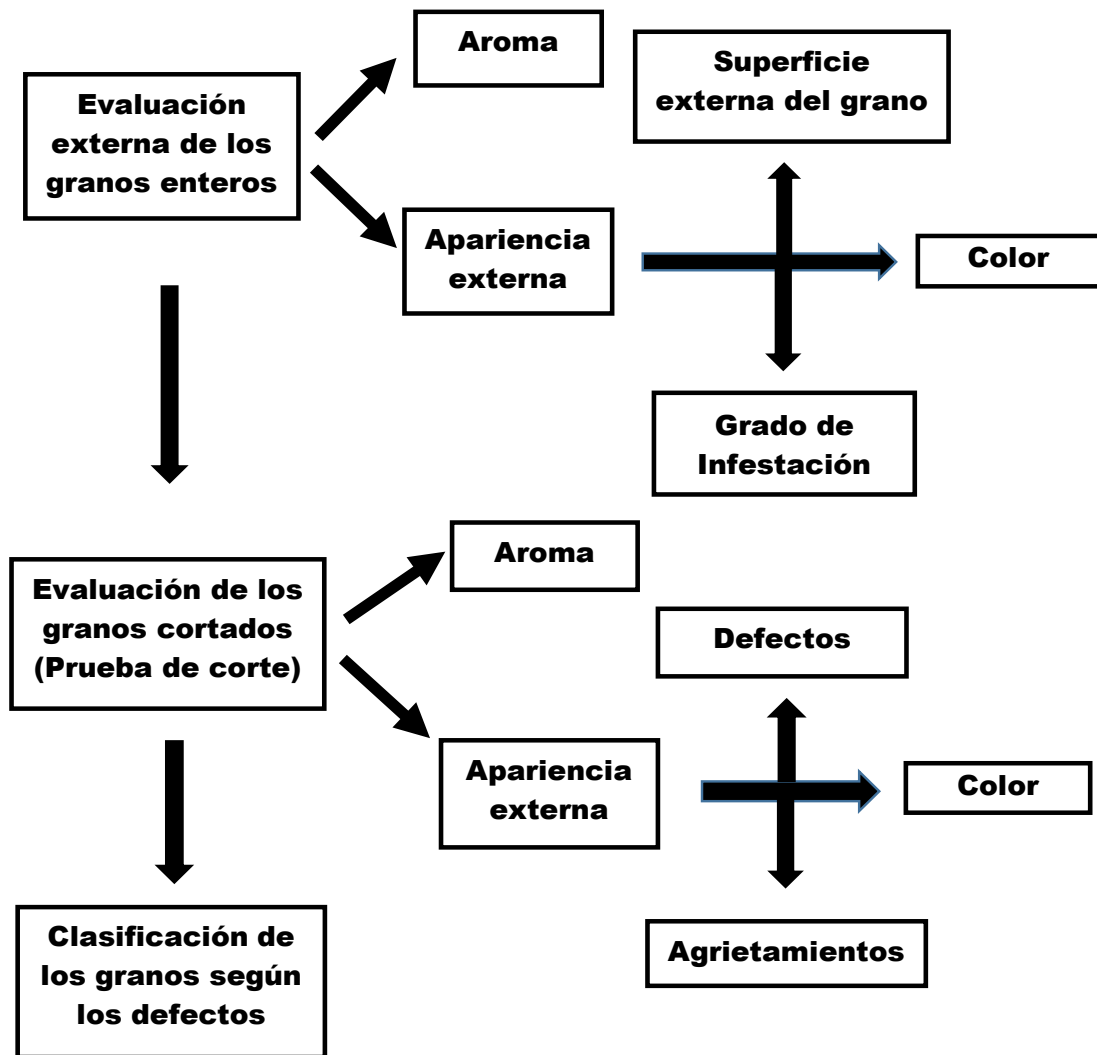 Aroma
Superficie
externa del grano
Evaluación
externa de los
granos enteros
Apariencia
externa
Color
Grado de
Infestación
Aroma
Evaluación de los
granos cortados
(Prueba de corte)
Defectos
Apariencia
externa
Color
Agrietamientos
Clasificación de
los granos según
los defectos